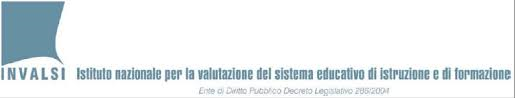 INVALSI Istituto nazionale per la valutazione del sistema educativo di istruzione e di formazione
Ente di Diritto Pubblico Decreto Legislativo 286/2004